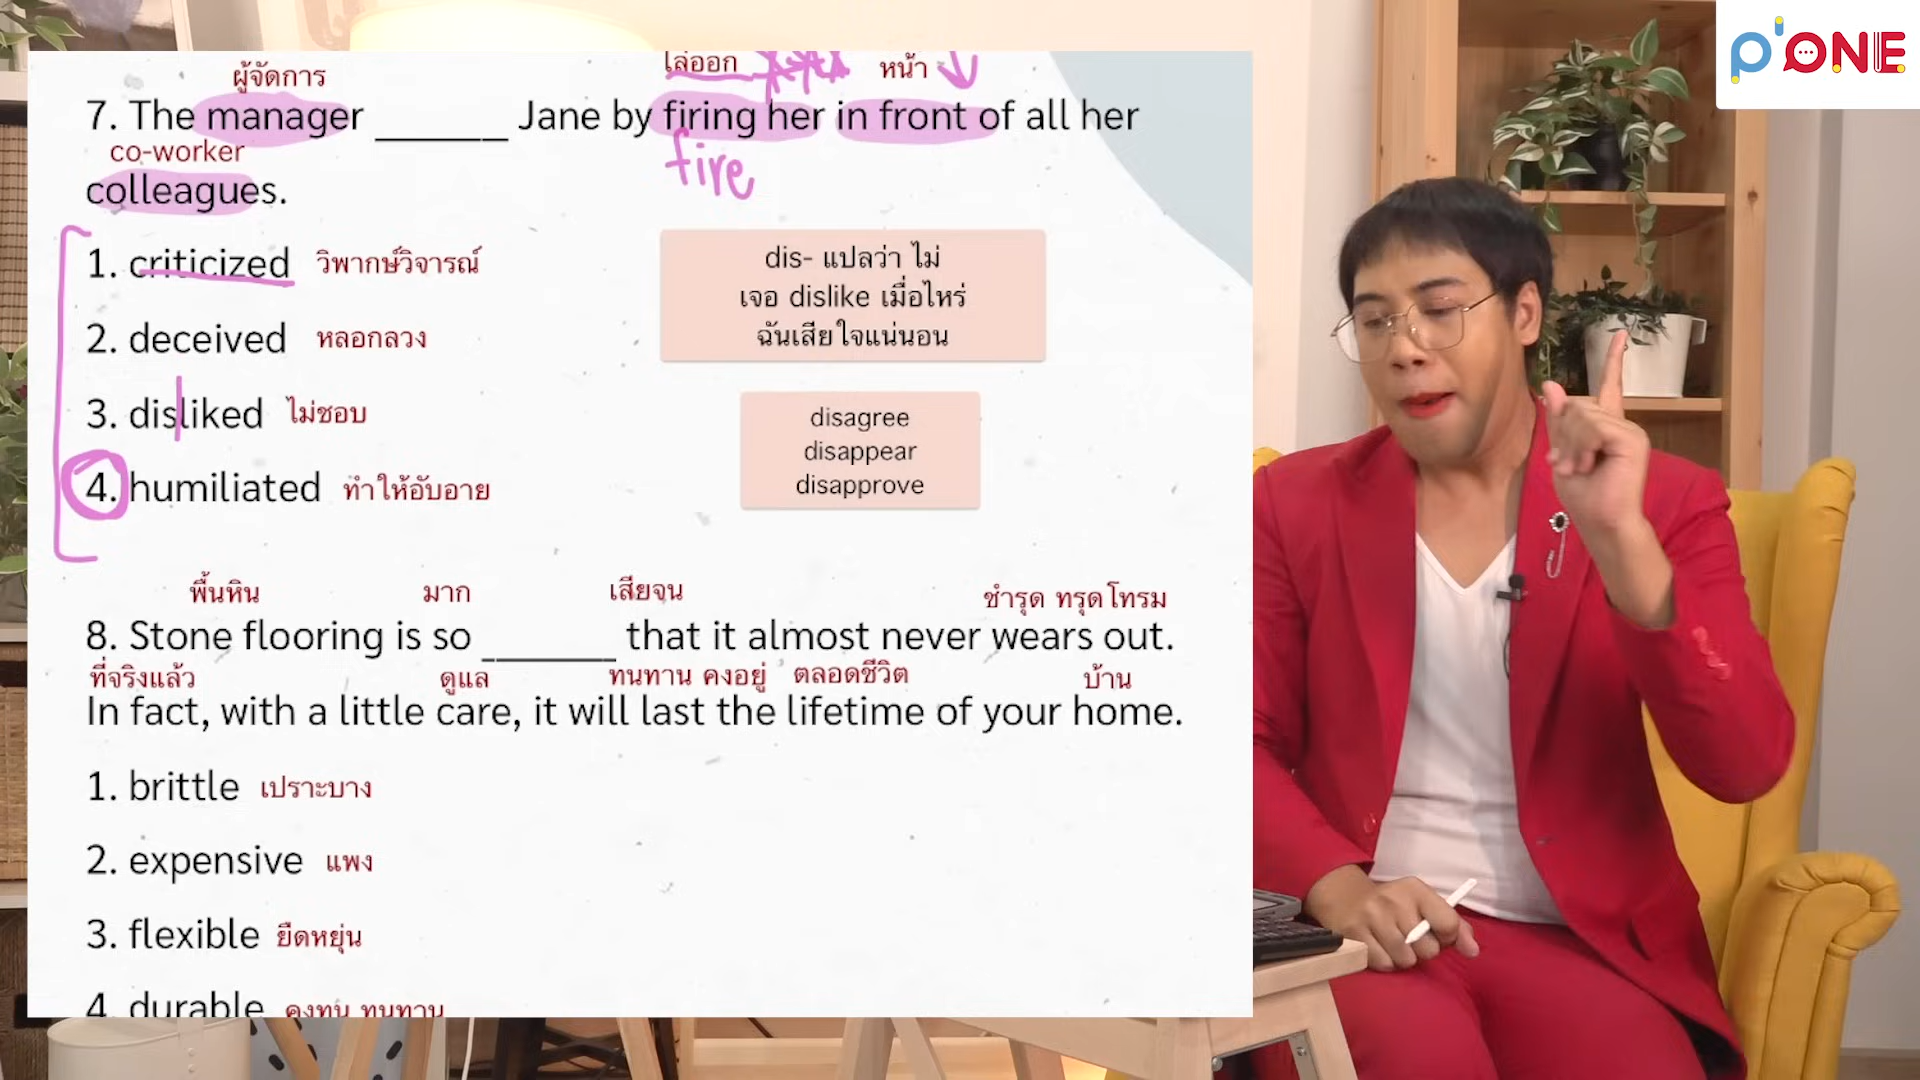 P'ONE
ไล่ออก หน้า
ผู้จัดการ
7. The manager ______ Jane by firing her in front of all her
co-worker
fire
colleagues.
1. criticized วิพากษ์วิจารณ์
2. deceived หลอกลวง
3. disliked ไม่ชอบ
4. humiliated ทำให้อับอาย
dis- แปลว่า ไม่
เจอ dislike เมื่อไหร่
ฉันเสียใจแน่นอน
disagree
disappear
disapprove
พื้นหิน มาก เสียจน ชำรุด ทรุดโทรม
8. Stone flooring is so ______ that it almost never wears out.
ที่จริงแล้ว ดูแล ทนทาน คงอยู่ ตลอดชีวิต บ้าน
In fact, with a little care, it will last the lifetime of your home.
1. brittle เปราะบาง
2. expensive แพง
3. flexible ยืดหยุ่น
4. durable คงทน ทนทาน